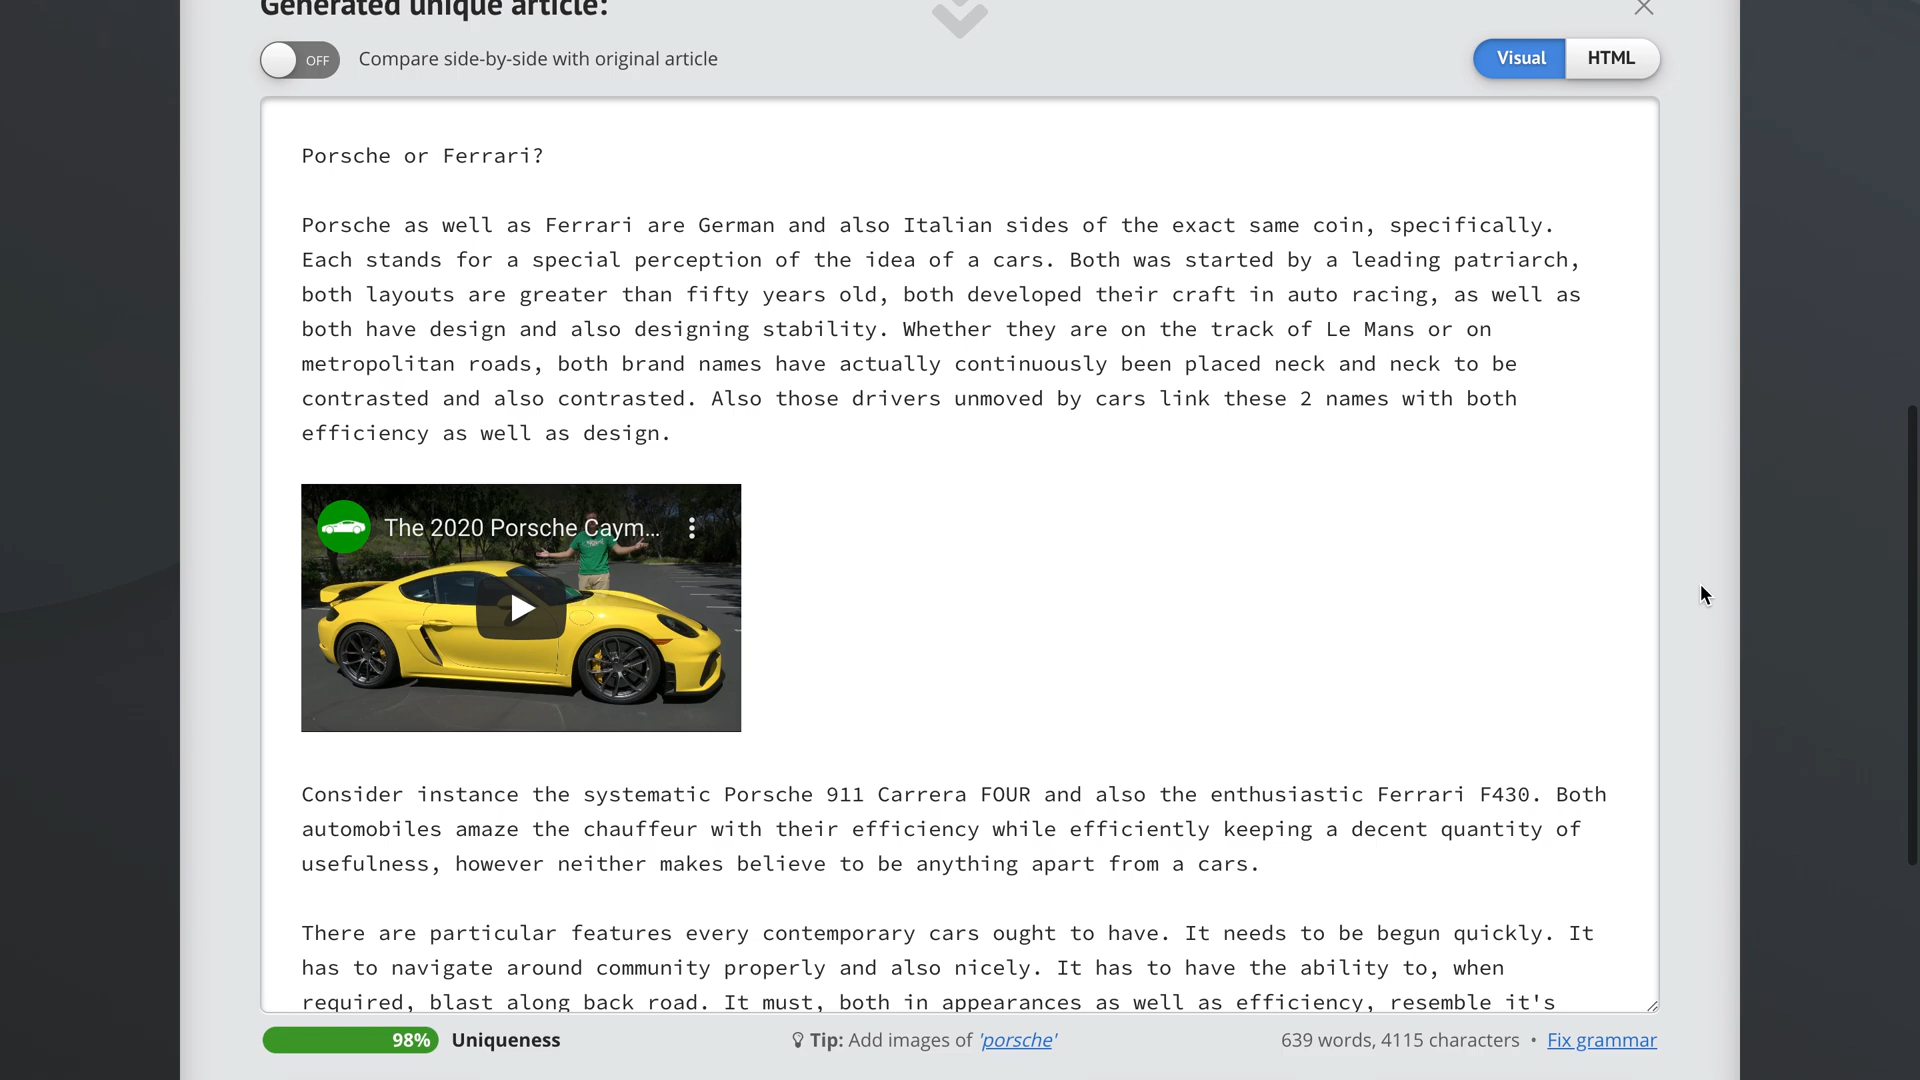 Generated unique article:
OFF Compare side-by-side with original article
Visual HTML
Porsche or Ferrari?
Porsche as well as Ferrari are German and also Italian sides of the exact same coin, specifically.
Each stands for a special perception of the idea of a cars. Both was started by a leading patriarch,
both layouts are greater than fifty years old, both developed their craft in auto racing, as well as
both have design and also designing stability. Whether they are on the track of Le Mans or on
metropolitan roads, both brand names have actually continuously been placed neck and neck to be
contrasted and also contrasted. Also those drivers unmoved by cars link these 2 names with both
efficiency as well as design.
The 2020 Porsche Caym...
Consider instance the systematic Porsche 911 Carrera FOUR and also the enthusiastic Ferrari F430. Both
automobiles amaze the chauffeur with their efficiency while efficiently keeping a decent quantity of
usefulness, however neither makes believe to be anything apart from a cars.
There are particular features every contemporary cars ought to have. It needs to be begun quickly. It
has to navigate around community properly and also nicely. It has to have the ability to, when
required, blast along back road. It must, both in appearances as well as efficiency, resemble it's
98% Uniqueness
Tip: Add images of 'porsche'
639 words, 4115 characters • Fix grammar